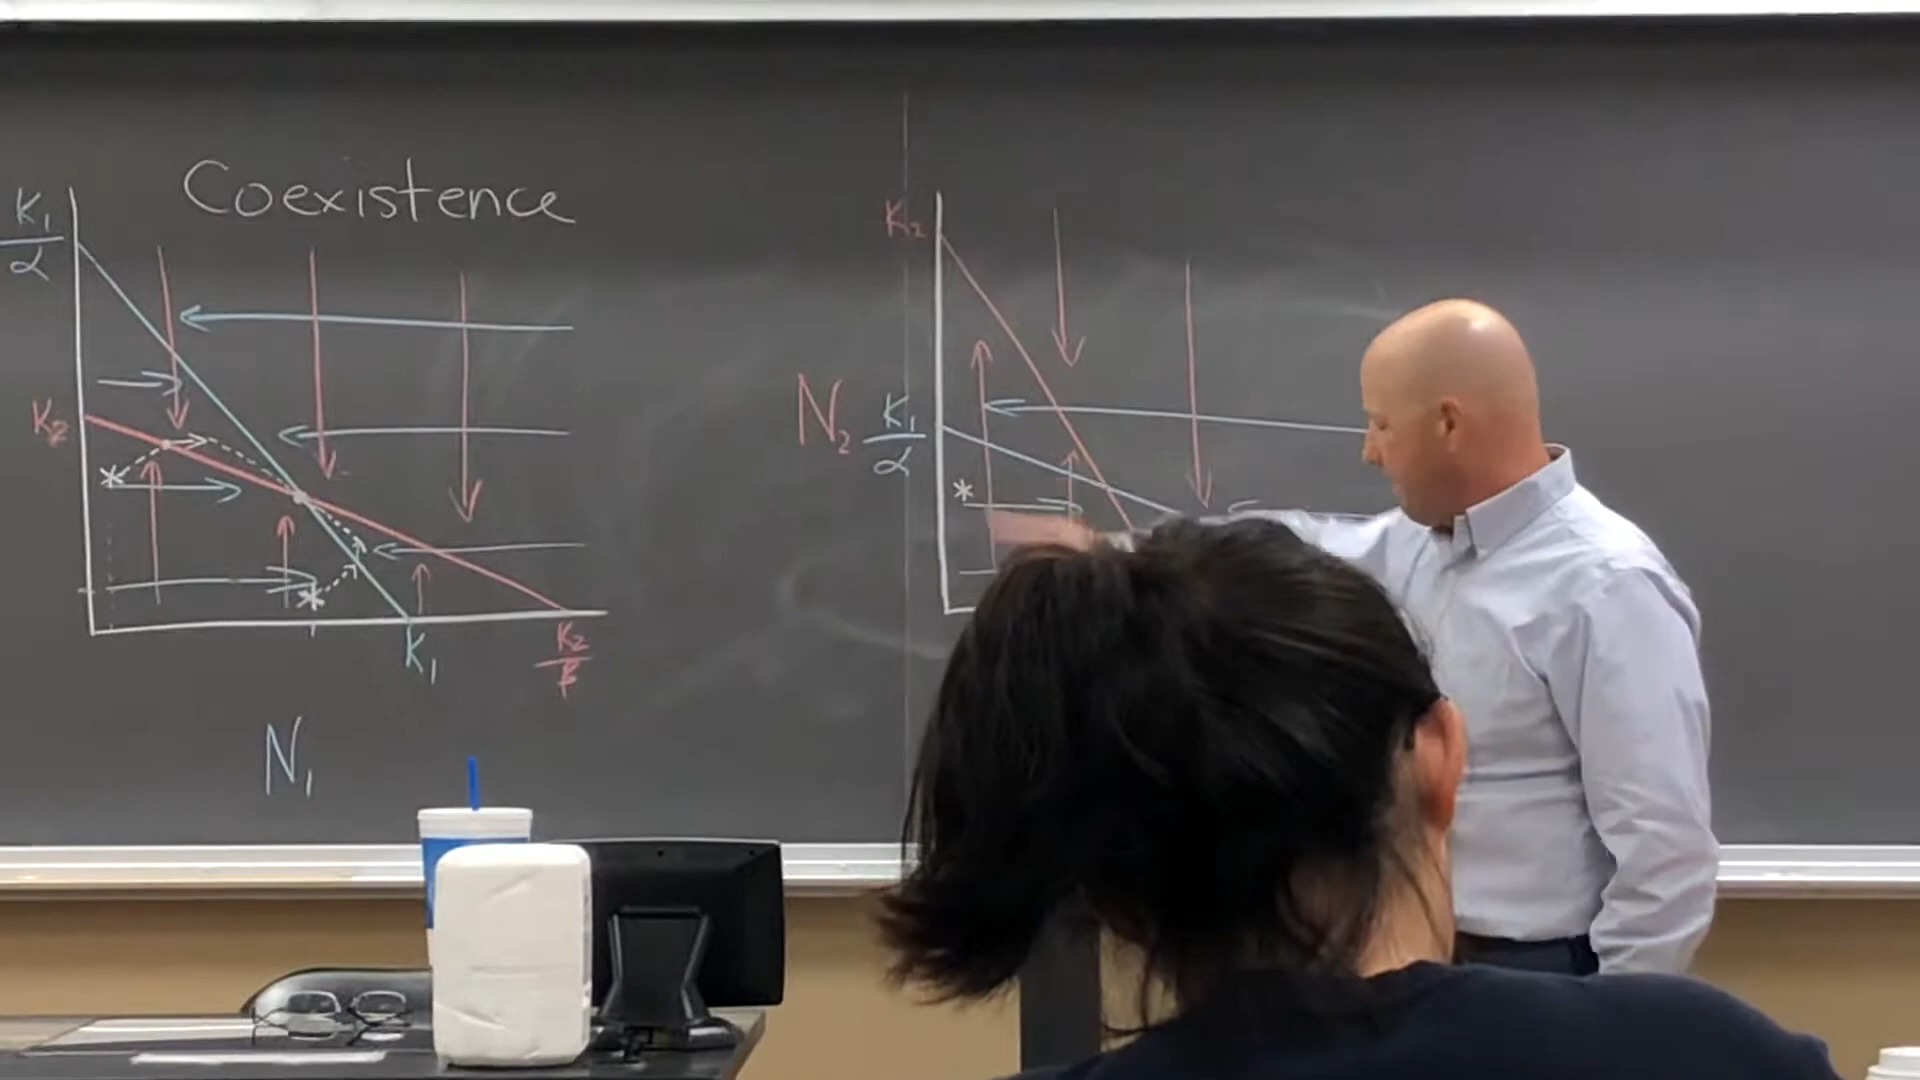 Coexistence
K₁
α
K₂
K₁
K₂
β
N₁
K₂
N₂
K₁
α